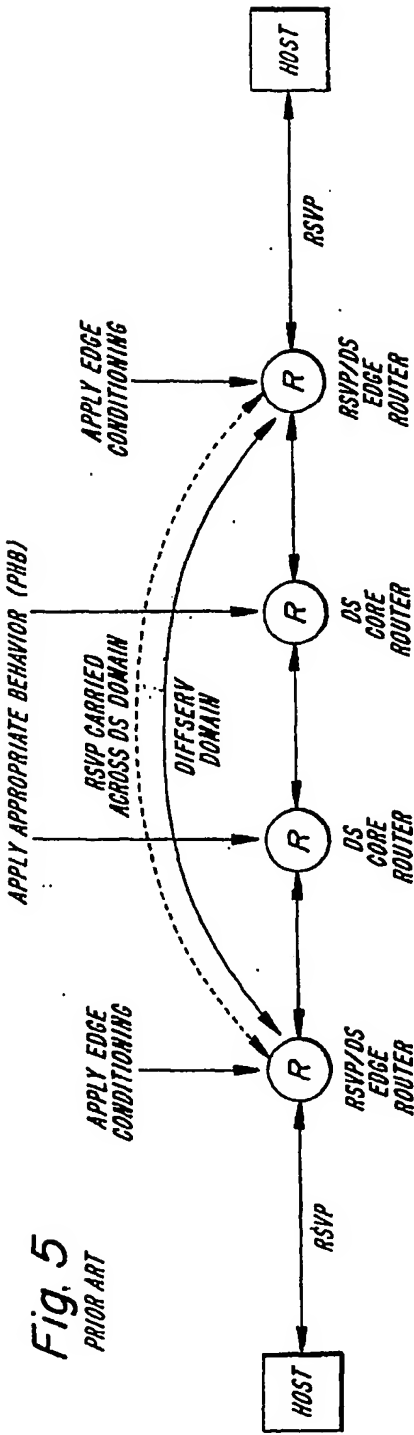 Fig. 5
PRIOR ART
APPLY APPROPRIATE BEHAVIOR (PHB)
APPLY EDGE
CONDITIONING
RSVP CARRIED
ACROSS DS DOMAIN
APPLY EDGE
CONDITIONING
DIFFSERV
DOMAIN
HOST
RSVP
R
RSVP/DS
EDGE
ROUTER
R
DS
CORE
ROUTER
R
DS
CORE
ROUTER
R
RSVP/DS
EDGE
ROUTER
RSVP
HOST